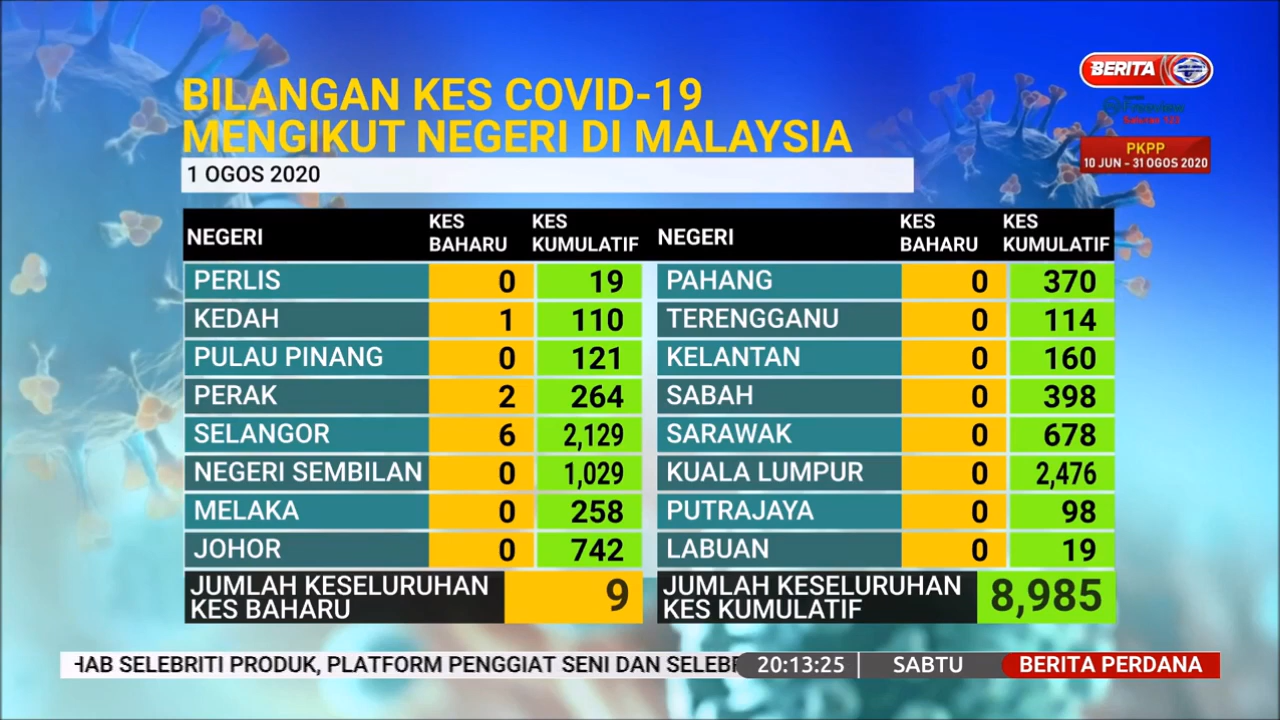 BILANGAN KES COVID-19
MENGIKUT NEGERI DI MALAYSIA
1 OGOS 2020
BERITA
Saluran 123
PKPP
10 JUN - 31 OGOS 2020
NEGERI KES BAHARU KES KUMULATIF NEGERI KES BAHARU KES KUMULATIF
PERLIS 0 19 PAHANG 0 370
KEDAH 1 110 TERENGGANU 0 114
PULAU PINANG 0 121 KELANTAN 0 160
PERAK 2 264 SABAH 0 398
SELANGOR 6 2,129 SARAWAK 0 678
NEGERI SEMBILAN 0 1,029 KUALA LUMPUR 0 2,476
MELAKA 0 258 PUTRAJAYA 0 98
JOHOR 0 742 LABUAN 0 19
JUMLAH KESELURUHAN KES BAHARU 9 JUMLAH KESELURUHAN KES KUMULATIF 8,985
HAB SELEBRITI PRODUK, PLATFORM PENGGIAT SENI DAN SELEB 20:13:25 SABTU BERITA PERDANA